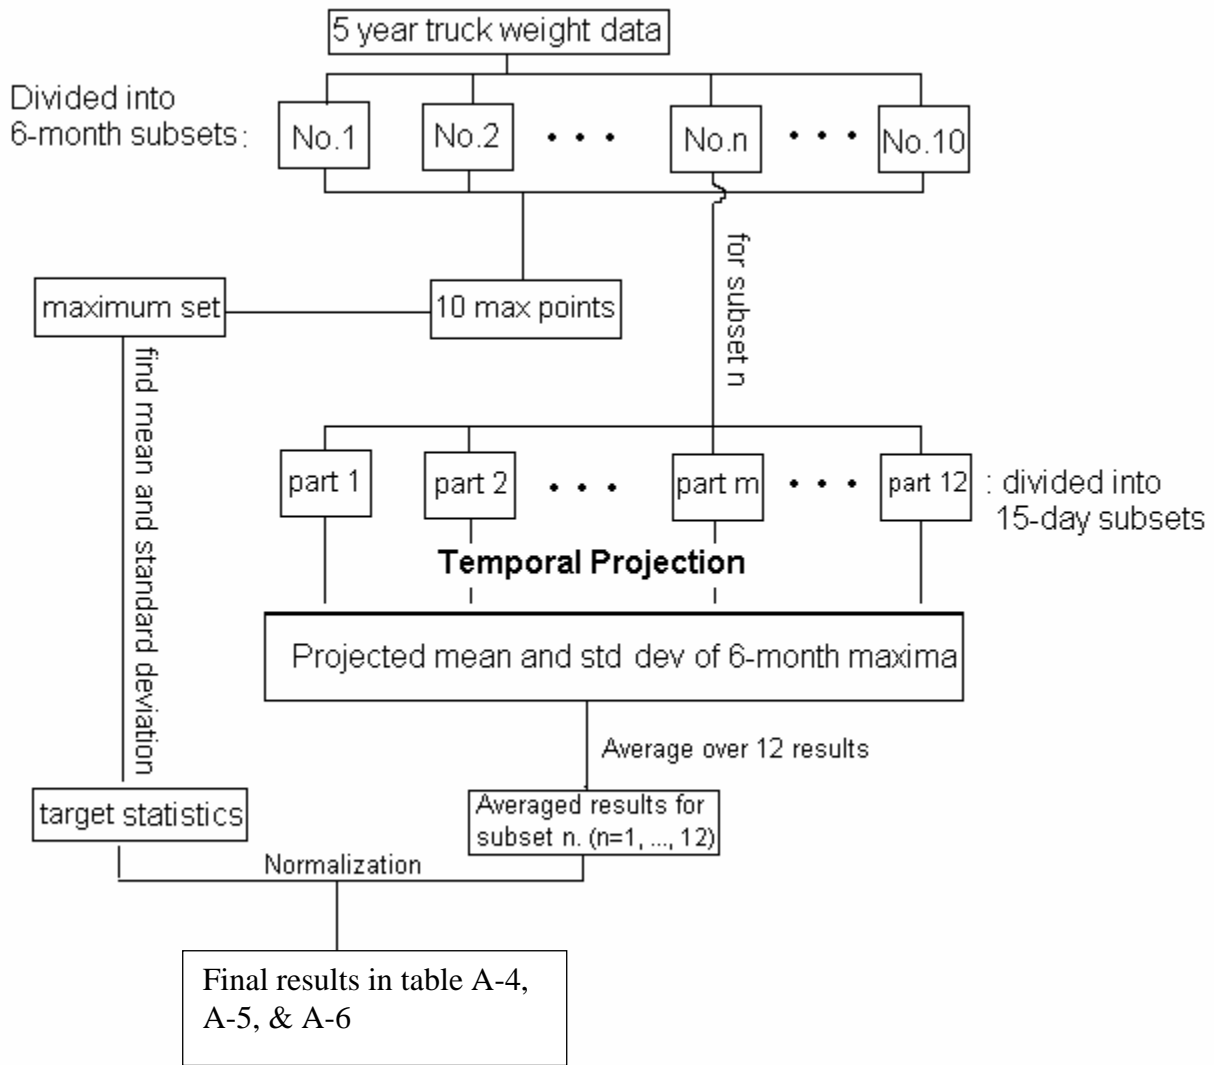 5 year truck weight data
Divided into
6-month subsets:
No.1
No.2
• • •
No.n
• • •
No.10
for subset n
maximum set
10 max points
find mean and standard deviation
part 1
part 2
• • •
part m
• • •
part 12
: divided into
15-day subsets
Temporal Projection
Projected mean and std dev of 6-month maxima
Average over 12 results
target statistics
Averaged results for
subset n. (n=1, ..., 12)
Normalization
Final results in table A-4,
A-5, & A-6